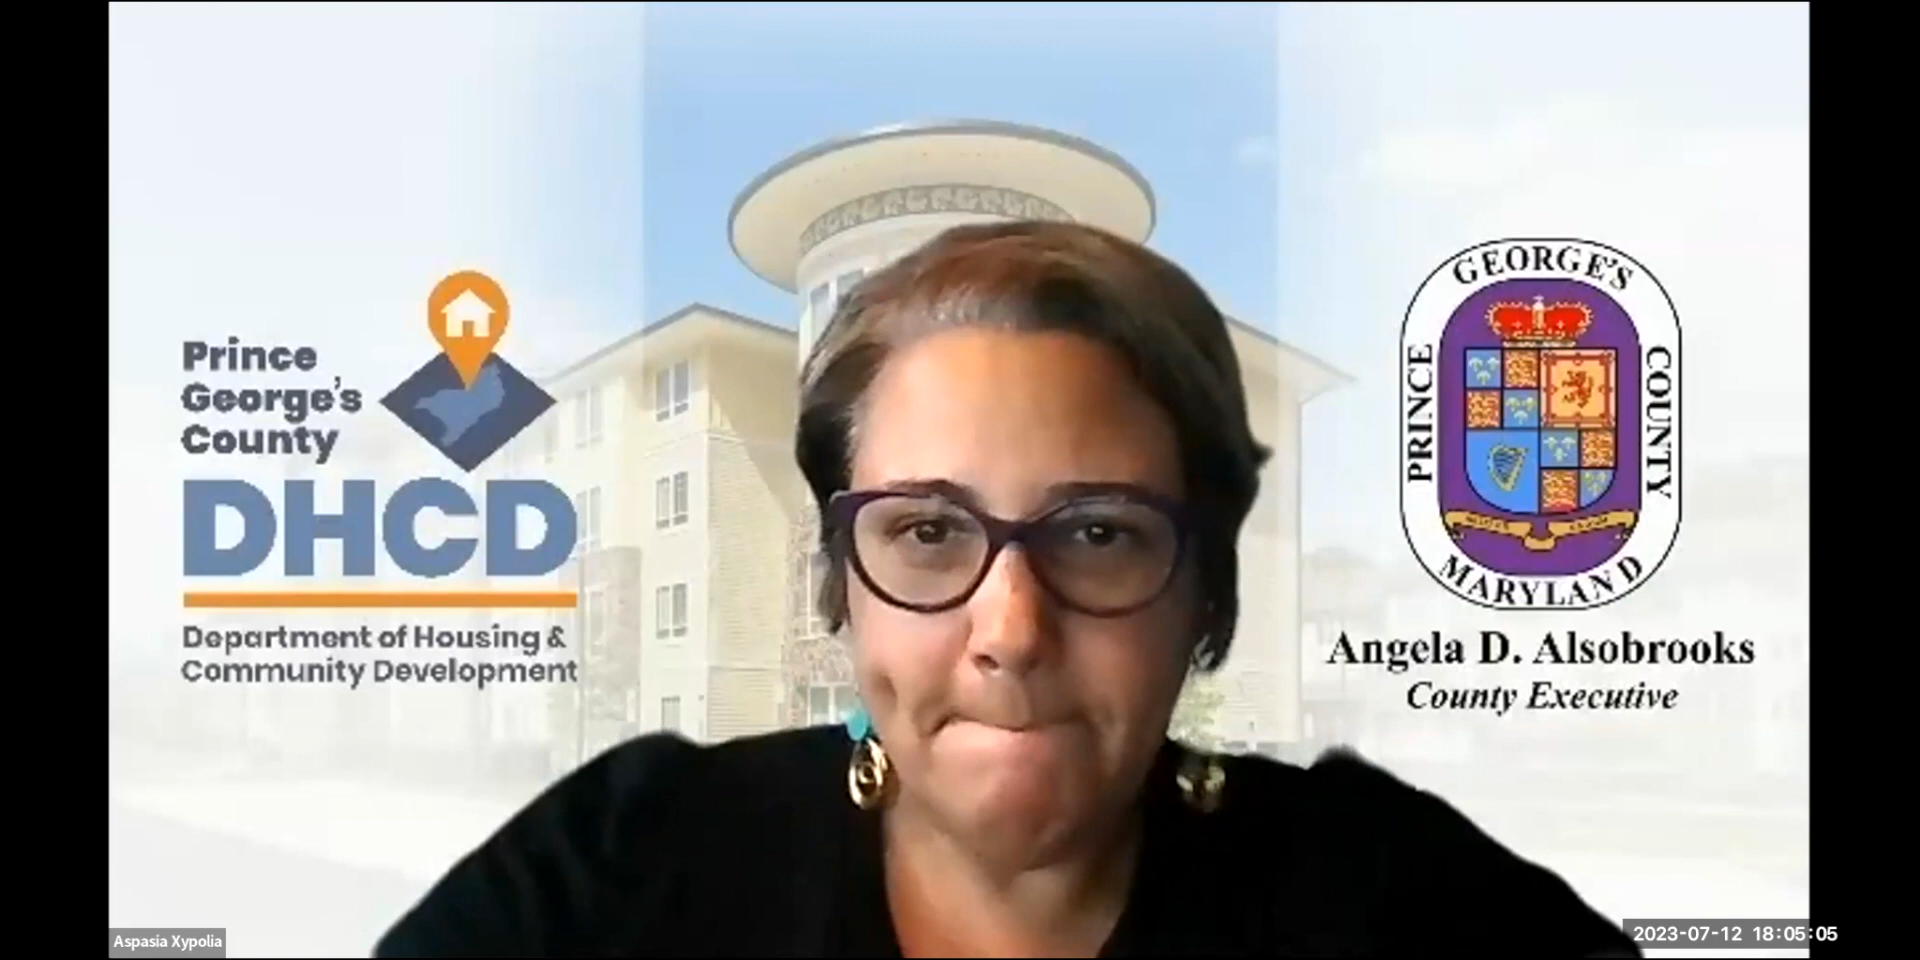 Prince
George's
County
DHCD
Department of Housing &
Community Development
PRINCE GEORGE'S COUNTY
MARYLAND
Angela D. Alsobrooks
County Executive
Aspasia Xypolia
2023-07-12 18:05:05